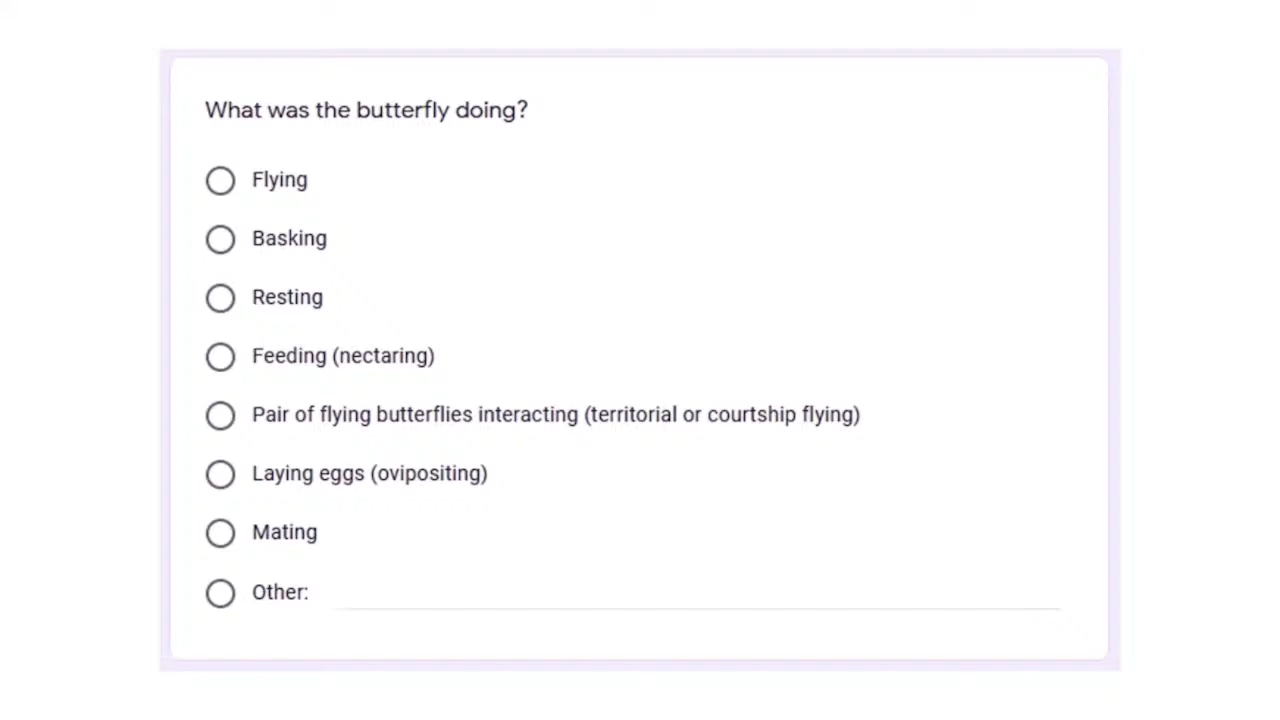 What was the butterfly doing?
Flying
Basking
Resting
Feeding (nectaring)
Pair of flying butterflies interacting (territorial or courtship flying)
Laying eggs (ovipositing)
Mating
Other: